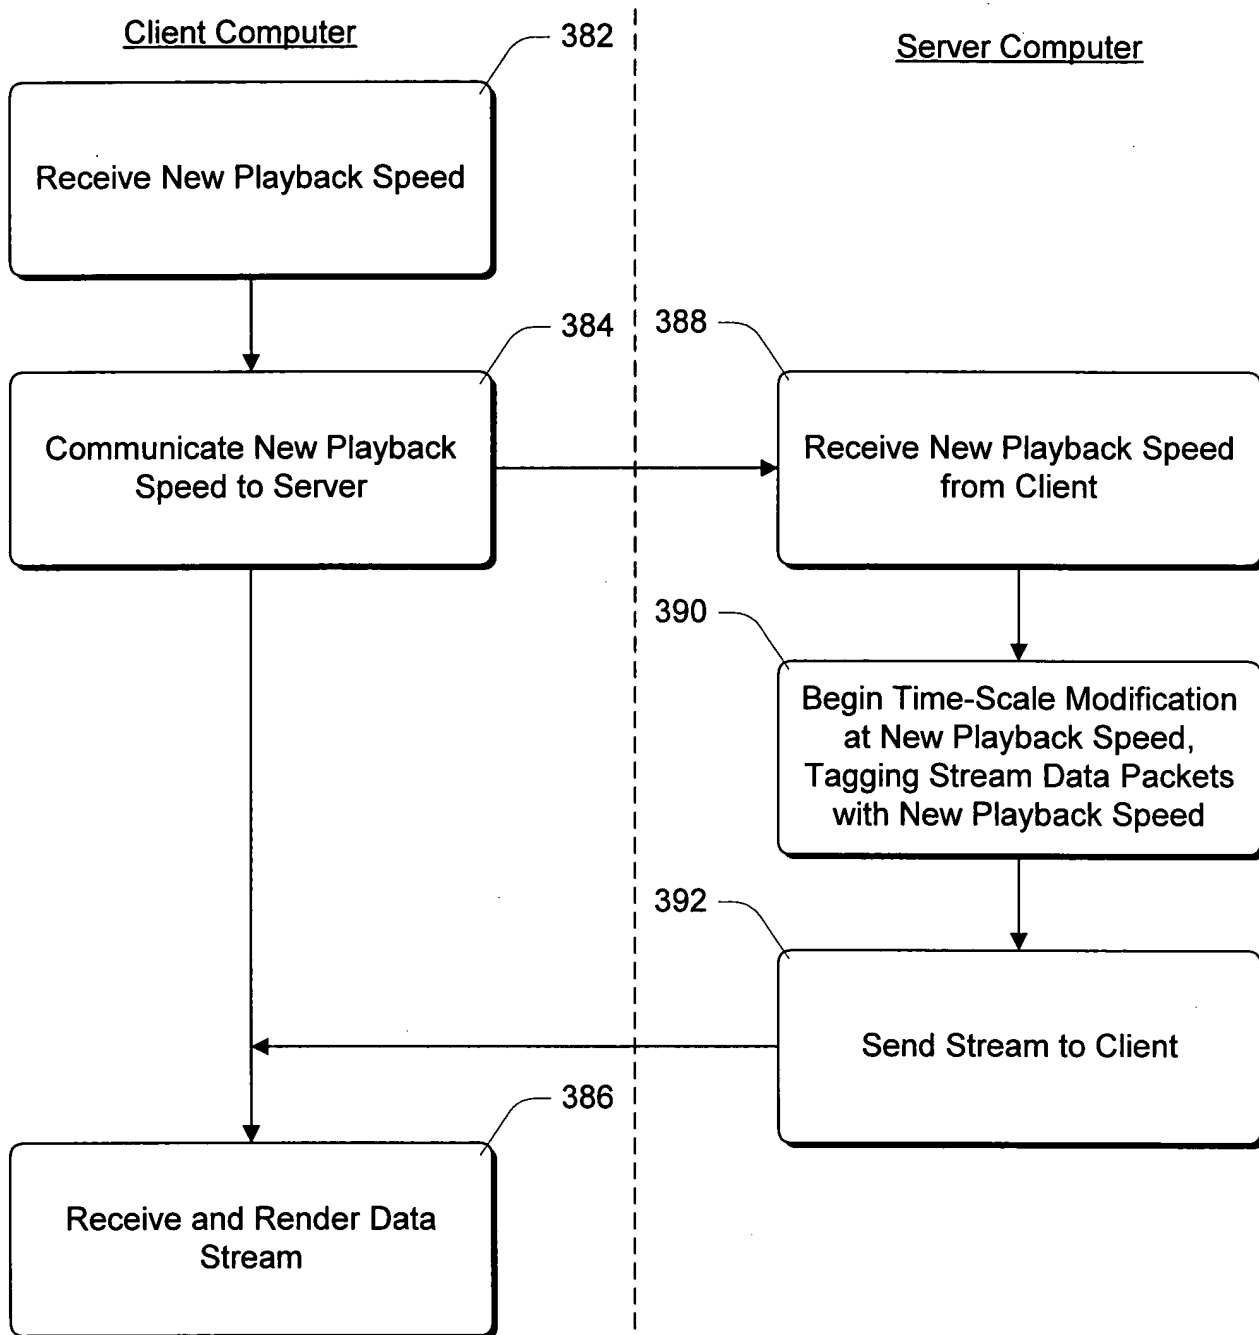 Client Computer
382
Server Computer
Receive New Playback Speed
384
388
Communicate New Playback
Speed to Server
Receive New Playback Speed
from Client
390
Begin Time-Scale Modification
at New Playback Speed,
Tagging Stream Data Packets
with New Playback Speed
392
Send Stream to Client
386
Receive and Render Data
Stream